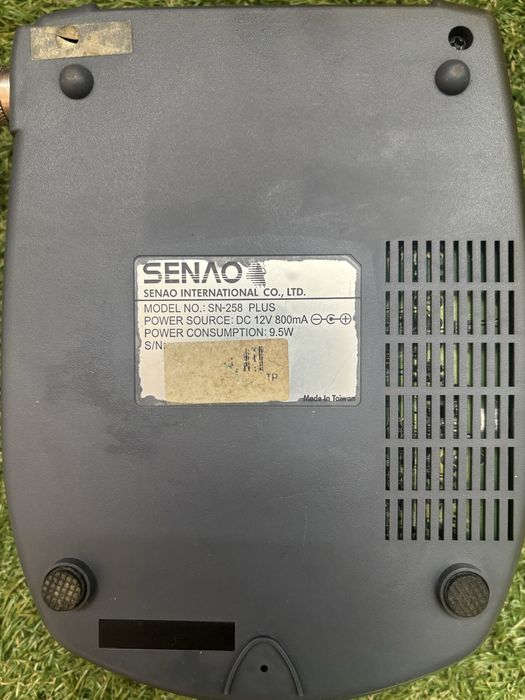 SENAO
SENAO INTERNATIONAL CO., LTD.
MODEL NO.: SN-258 PLUS
POWER SOURCE: DC 12V 800mA
POWER CONSUMPTION: 9.5W
S/N:
TP
Made In Taiwan